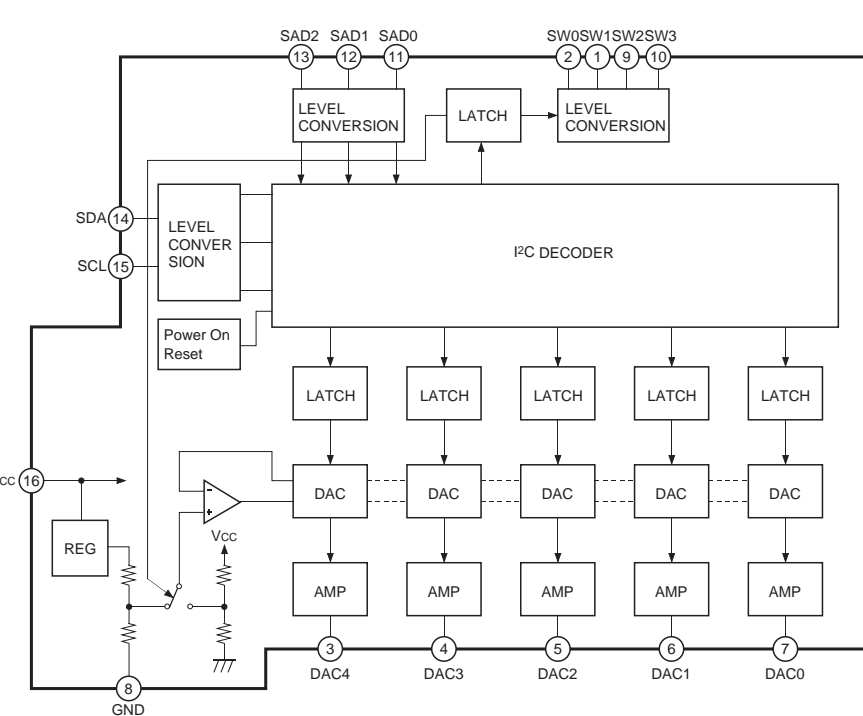 SAD2 SAD1 SAD0
SW0SW1SW2SW3
13 12 11
2 1 9 10
LEVEL
CONVERSION
LATCH
LEVEL
CONVERSION
SDA 14
SCL 15
LEVEL
CONVER
SION
I2C DECODER
Power On
Reset
LATCH LATCH LATCH LATCH LATCH
CC 16
- 
+
DAC DAC DAC DAC DAC
REG
VCC
AMP AMP AMP AMP AMP
3 4 5 6 7
DAC4 DAC3 DAC2 DAC1 DAC0
8
GND